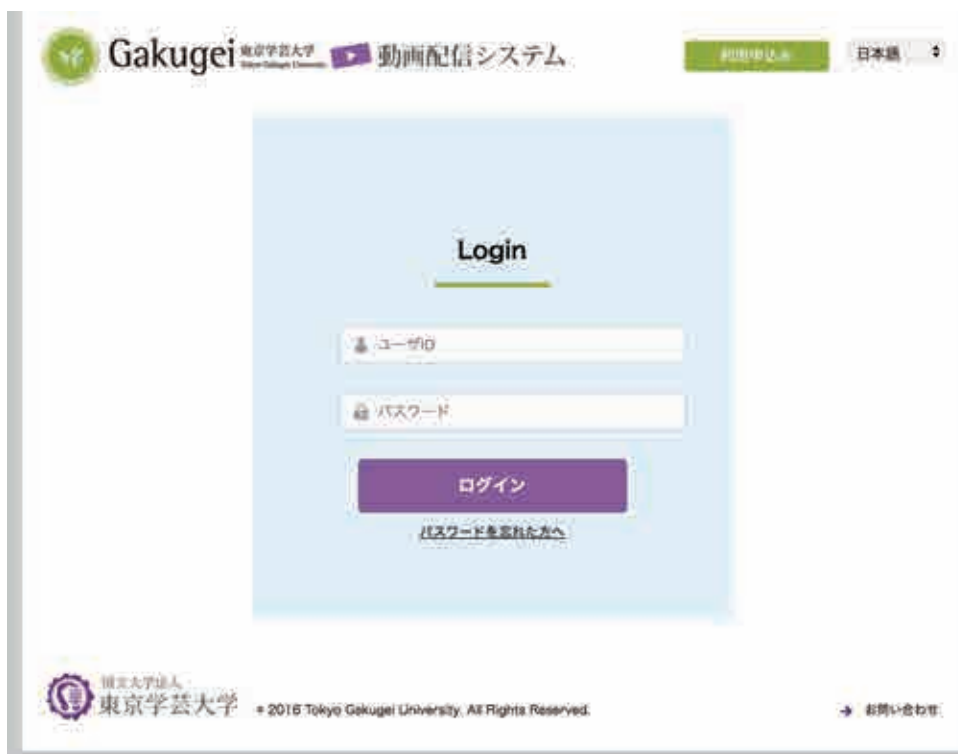 Gakugei 東京学芸大学 動画配信システム 利用申込み 日本語
Tokyo Gakugei University
Login
ユーザID
パスワード
ログイン
パスワードを忘れた方へ
国立大学法人
東京学芸大学 © 2016 Tokyo Gakugei University. All Rights Reserved. お問い合わせ